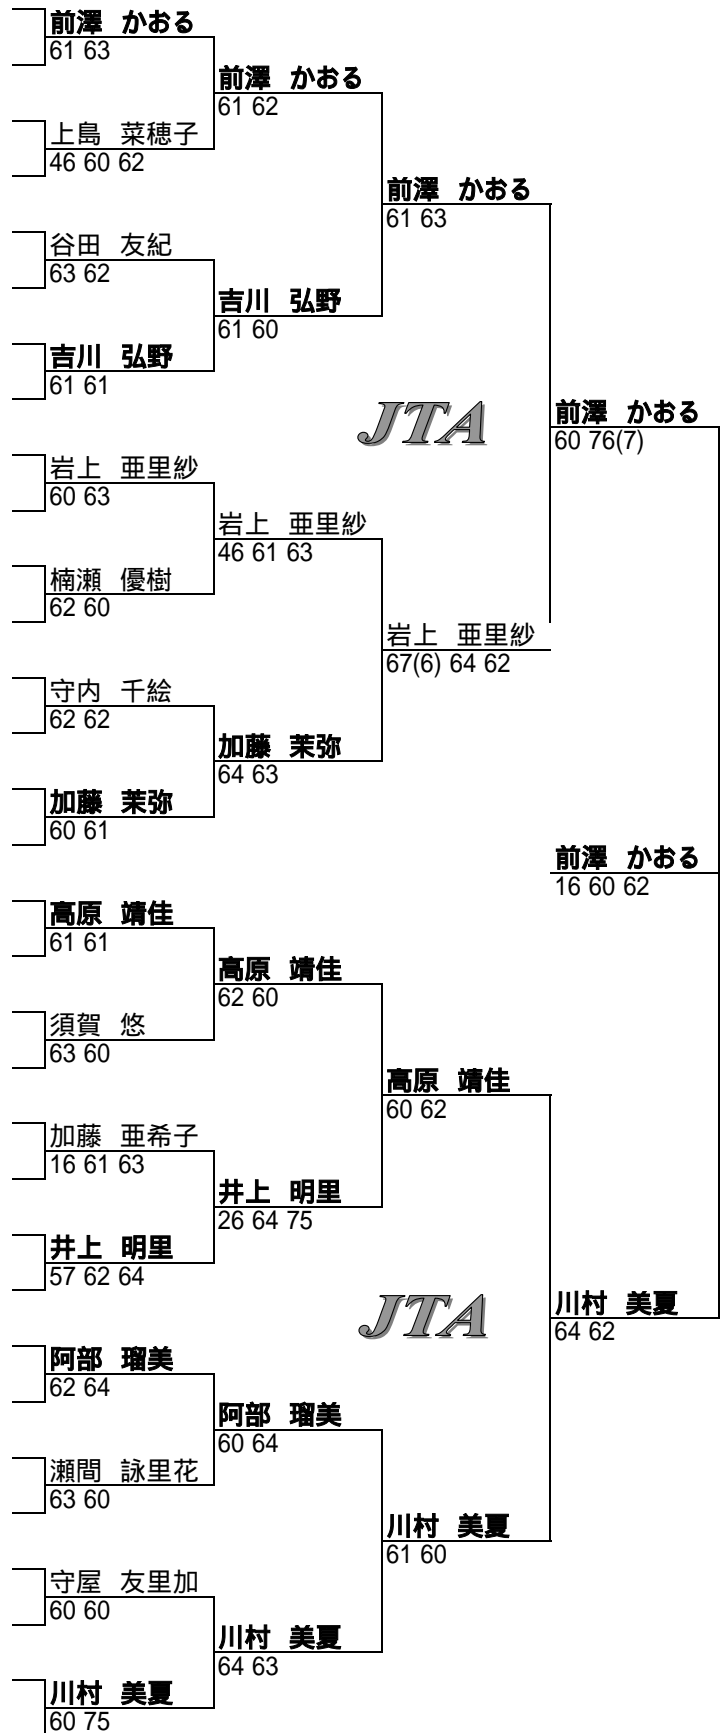 前澤 かおる
61 63
前澤 かおる
61 62
上島 菜穂子
46 60 62
前澤 かおる
61 63
谷田 友紀
63 62
吉川 弘野
61 60
吉川 弘野
61 61
JTA
前澤 かおる
60 76(7)
岩上 亜里紗
60 63
岩上 亜里紗
46 61 63
楠瀬 優樹
62 60
岩上 亜里紗
67(6) 64 62
守内 千絵
62 62
加藤 茉弥
64 63
加藤 茉弥
60 61
前澤 かおる
16 60 62
高原 靖佳
61 61
高原 靖佳
62 60
須賀 悠
63 60
高原 靖佳
60 62
加藤 亜希子
16 61 63
井上 明里
26 64 75
井上 明里
57 62 64
JTA
川村 美夏
64 62
阿部 瑠美
62 64
阿部 瑠美
60 64
瀬間 詠里花
63 60
川村 美夏
61 60
守屋 友里加
60 60
川村 美夏
64 63
川村 美夏
60 75